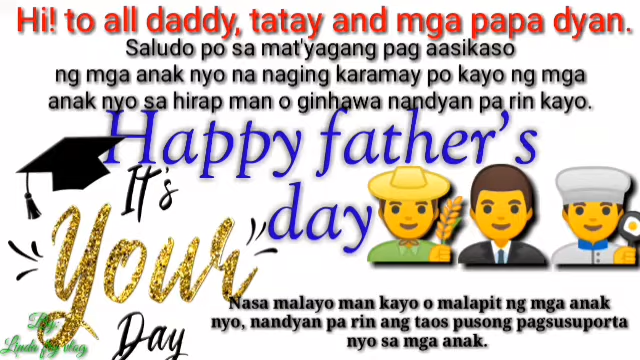 Hi! to all daddy, tatay and mga papa dyan.
Saludo po sa mat'yagang pag aasikaso
ng mga anak nyo na naging karamay po kayo ng mga
anak nyo sa hirap man o ginhawa nandyan pa rin kayo.
Happy father's
day
It's
Your
Day
Nasa malayo man kayo o malapit ng mga anak
nyo, nandyan pa rin ang taos pusong pagsusuporta
nyo sa mga anak.
By:
Linda
vlog